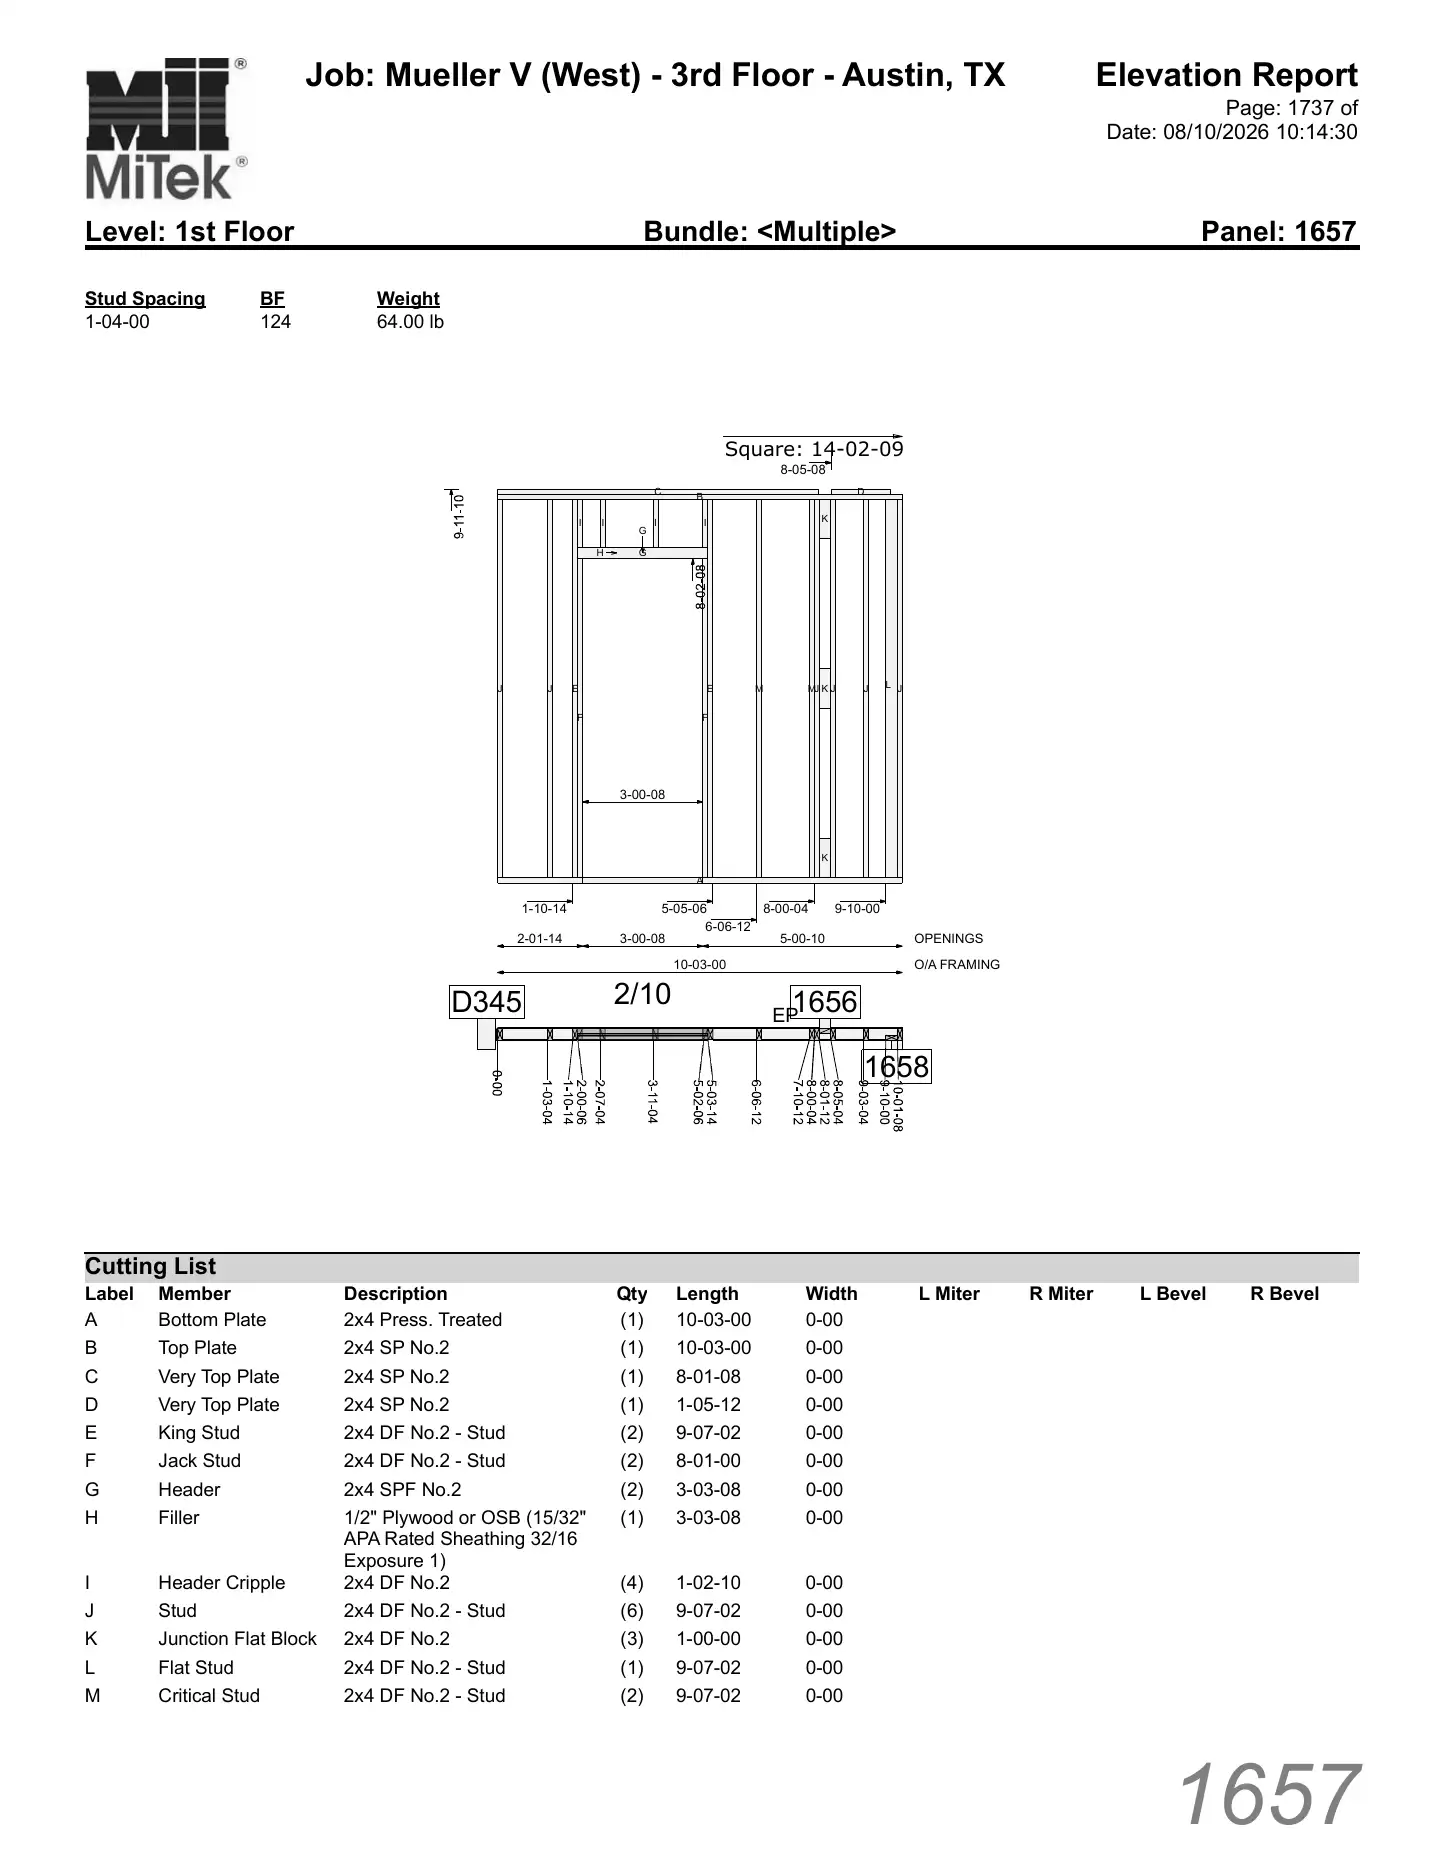 MiTek®
Job: Mueller V (West) - 3rd Floor - Austin, TX
Elevation Report
Page: 1737 of
Date: 08/10/2026 10:14:30
Level: 1st Floor Bundle: <Multiple> Panel: 1657
Stud Spacing BF Weight
1-04-00 124 64.00 lb
Square: 14-02-09
8-05-08
9-11-10
C B D
I I I I K
G
H G
8-02-08
J J E E M M J K J J L J
F F
3-00-08
K
A
1-10-14 5-05-06 8-00-04 9-10-00
6-06-12
2-01-14 3-00-08 5-00-10 OPENINGS
10-03-00 O/A FRAMING
D345 2/10 EP 1656
1658
0-00 1-03-04 1-10-14 2-00-06 2-07-04 3-11-04 5-02-06 5-03-14 6-06-12 7-10-12 8-00-04 8-01-12 8-05-04 9-03-04 9-10-00 10-01-08
Cutting List
Label Member Description Qty Length Width L Miter R Miter L Bevel R Bevel
A Bottom Plate 2x4 Press. Treated (1) 10-03-00 0-00
B Top Plate 2x4 SP No.2 (1) 10-03-00 0-00
C Very Top Plate 2x4 SP No.2 (1) 8-01-08 0-00
D Very Top Plate 2x4 SP No.2 (1) 1-05-12 0-00
E King Stud 2x4 DF No.2 - Stud (2) 9-07-02 0-00
F Jack Stud 2x4 DF No.2 - Stud (2) 8-01-00 0-00
G Header 2x4 SPF No.2 (2) 3-03-08 0-00
H Filler 1/2" Plywood or OSB (15/32" (1) 3-03-08 0-00
APA Rated Sheathing 32/16
Exposure 1)
I Header Cripple 2x4 DF No.2 (4) 1-02-10 0-00
J Stud 2x4 DF No.2 - Stud (6) 9-07-02 0-00
K Junction Flat Block 2x4 DF No.2 (3) 1-00-00 0-00
L Flat Stud 2x4 DF No.2 - Stud (1) 9-07-02 0-00
M Critical Stud 2x4 DF No.2 - Stud (2) 9-07-02 0-00
1657